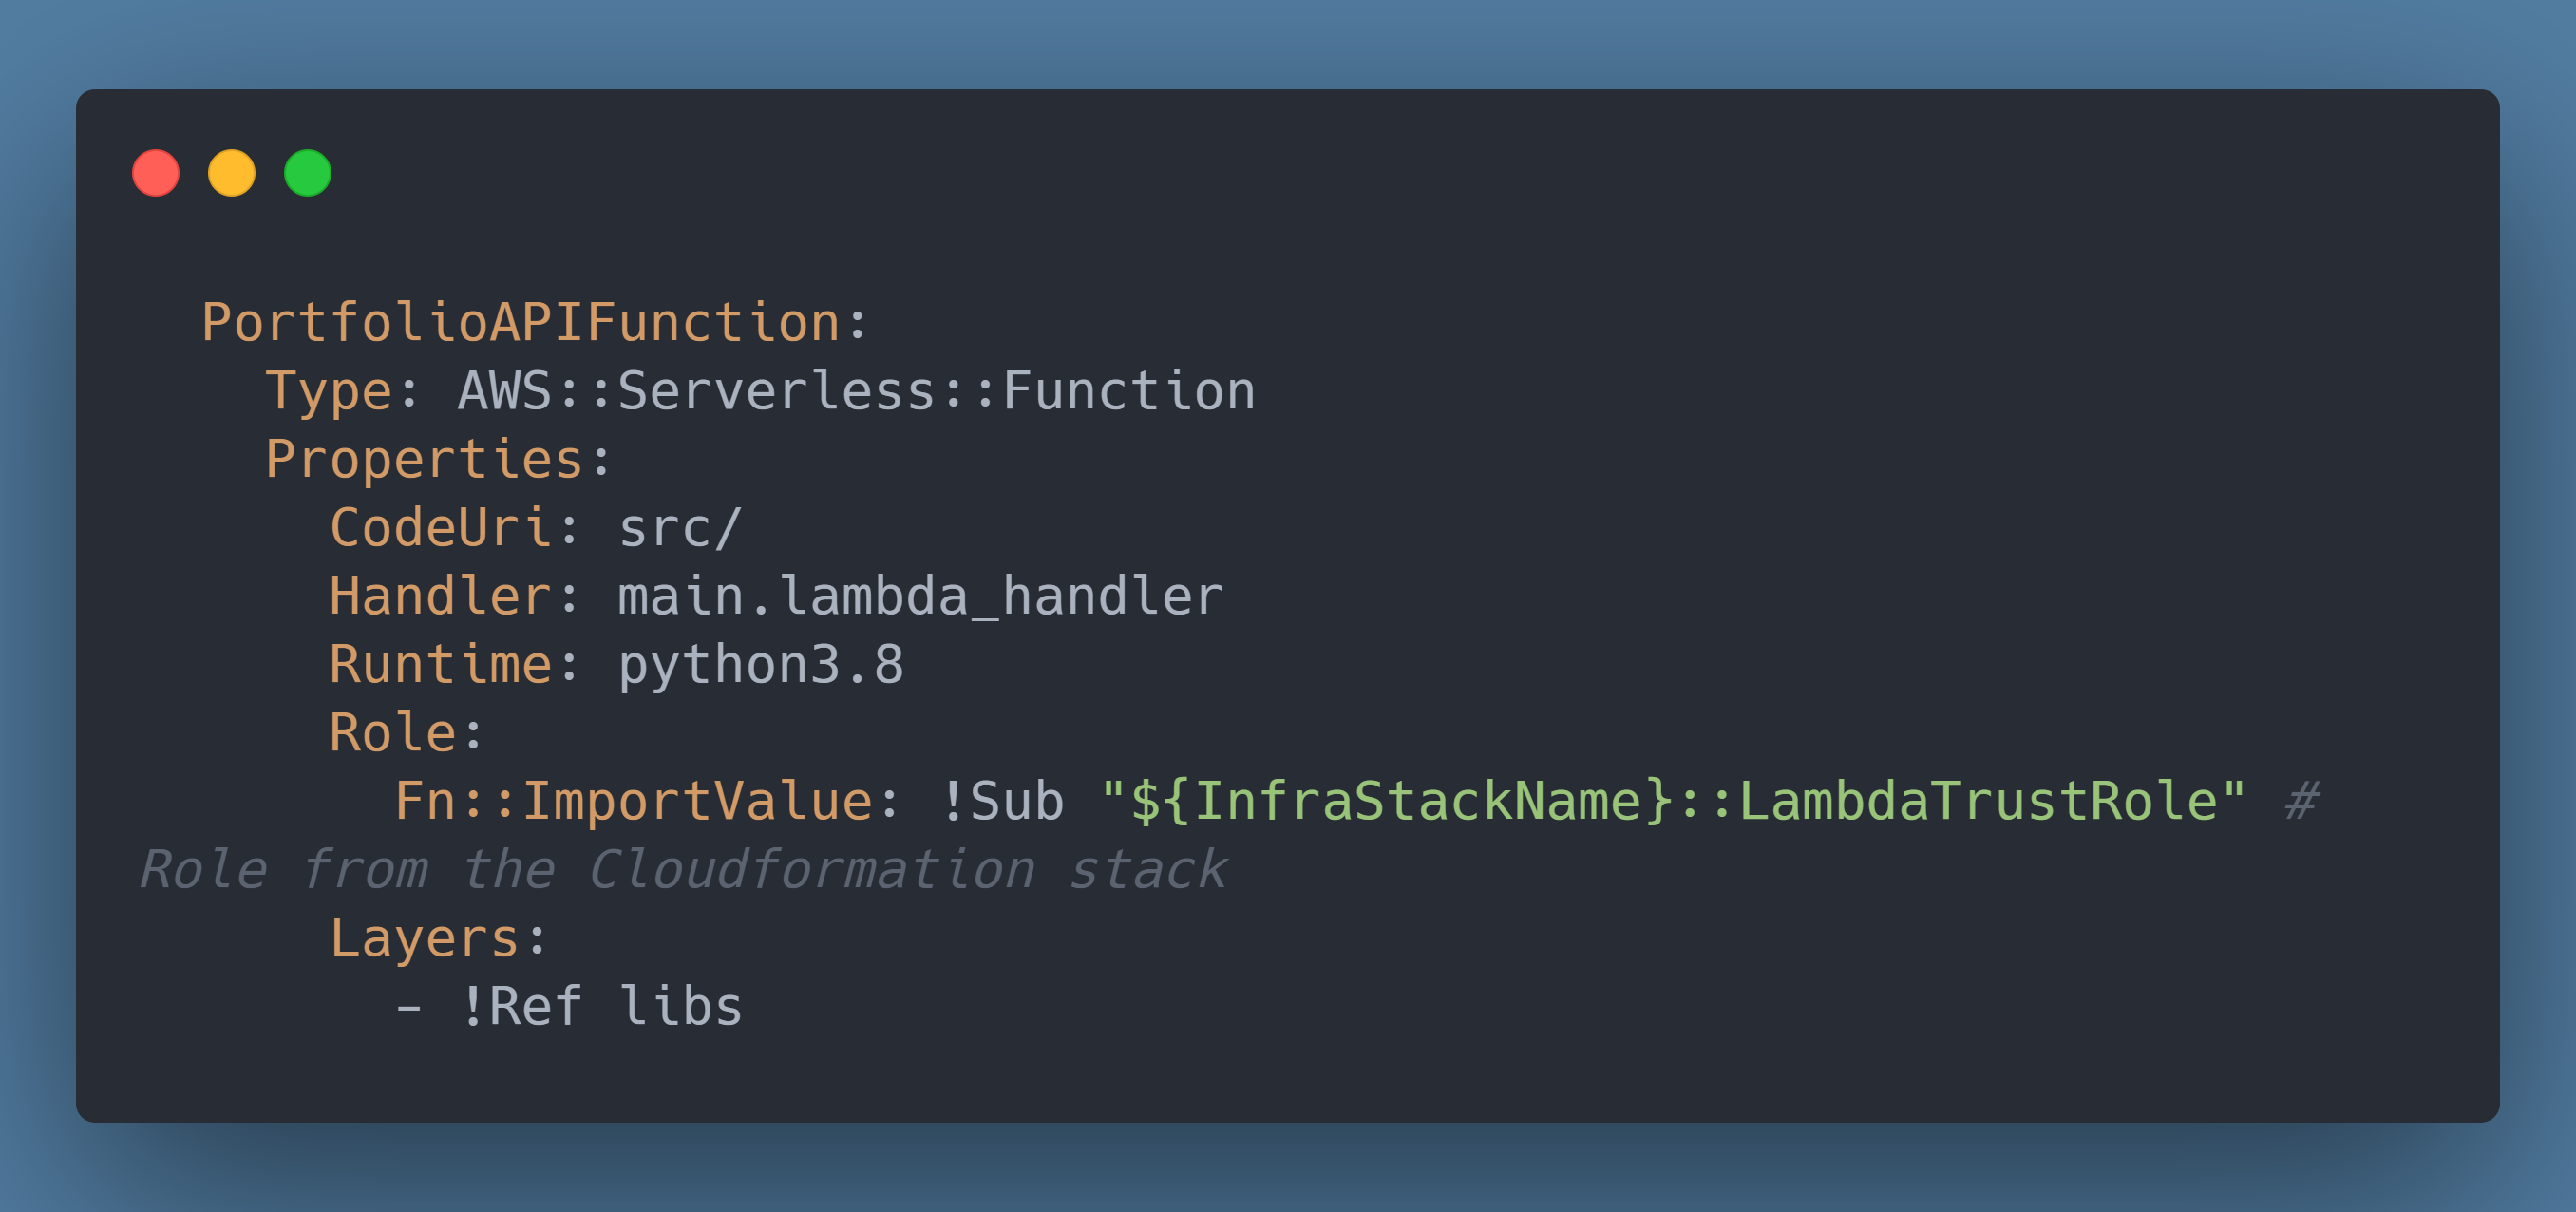 PortfolioAPIFunction:
Type: AWS::Serverless::Function
Properties:
CodeUri: src/
Handler: main.lambda_handler
Runtime: python3.8
Role:
Fn::ImportValue: !Sub "${InfraStackName}::LambdaTrustRole" #
Role from the Cloudformation stack
Layers:
- !Ref libs